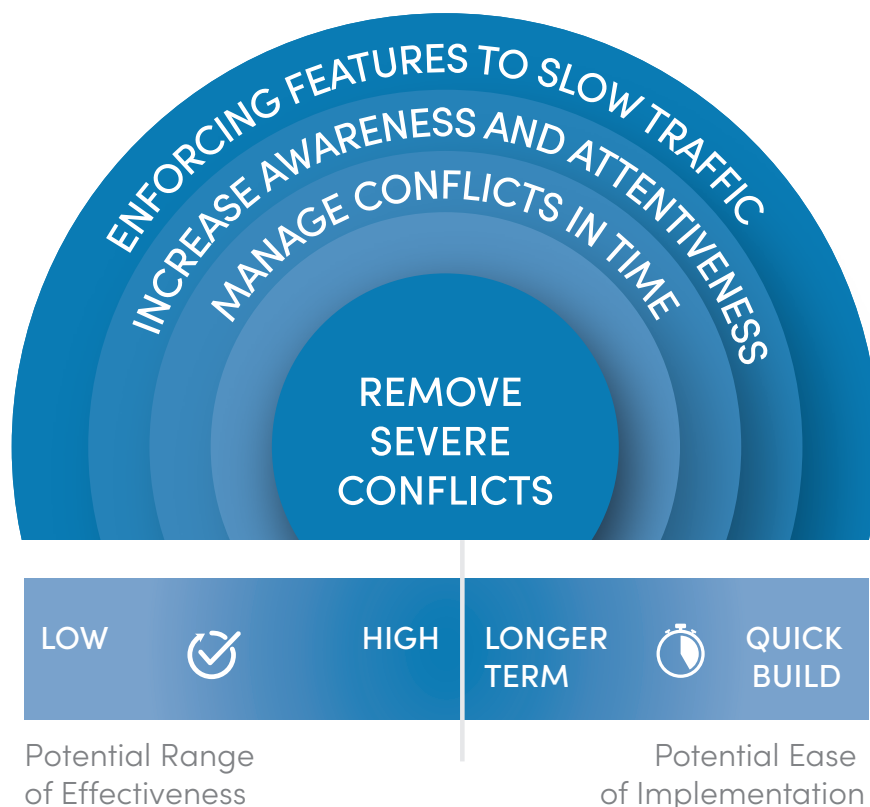 ENFORCING FEATURES TO SLOW TRAFFIC
INCREASE AWARENESS AND ATTENTIVENESS
MANAGE CONFLICTS IN TIME
REMOVE
SEVERE
CONFLICTS
LOW
HIGH
LONGER
TERM
QUICK
BUILD
Potential Range
of Effectiveness
Potential Ease
of Implementation